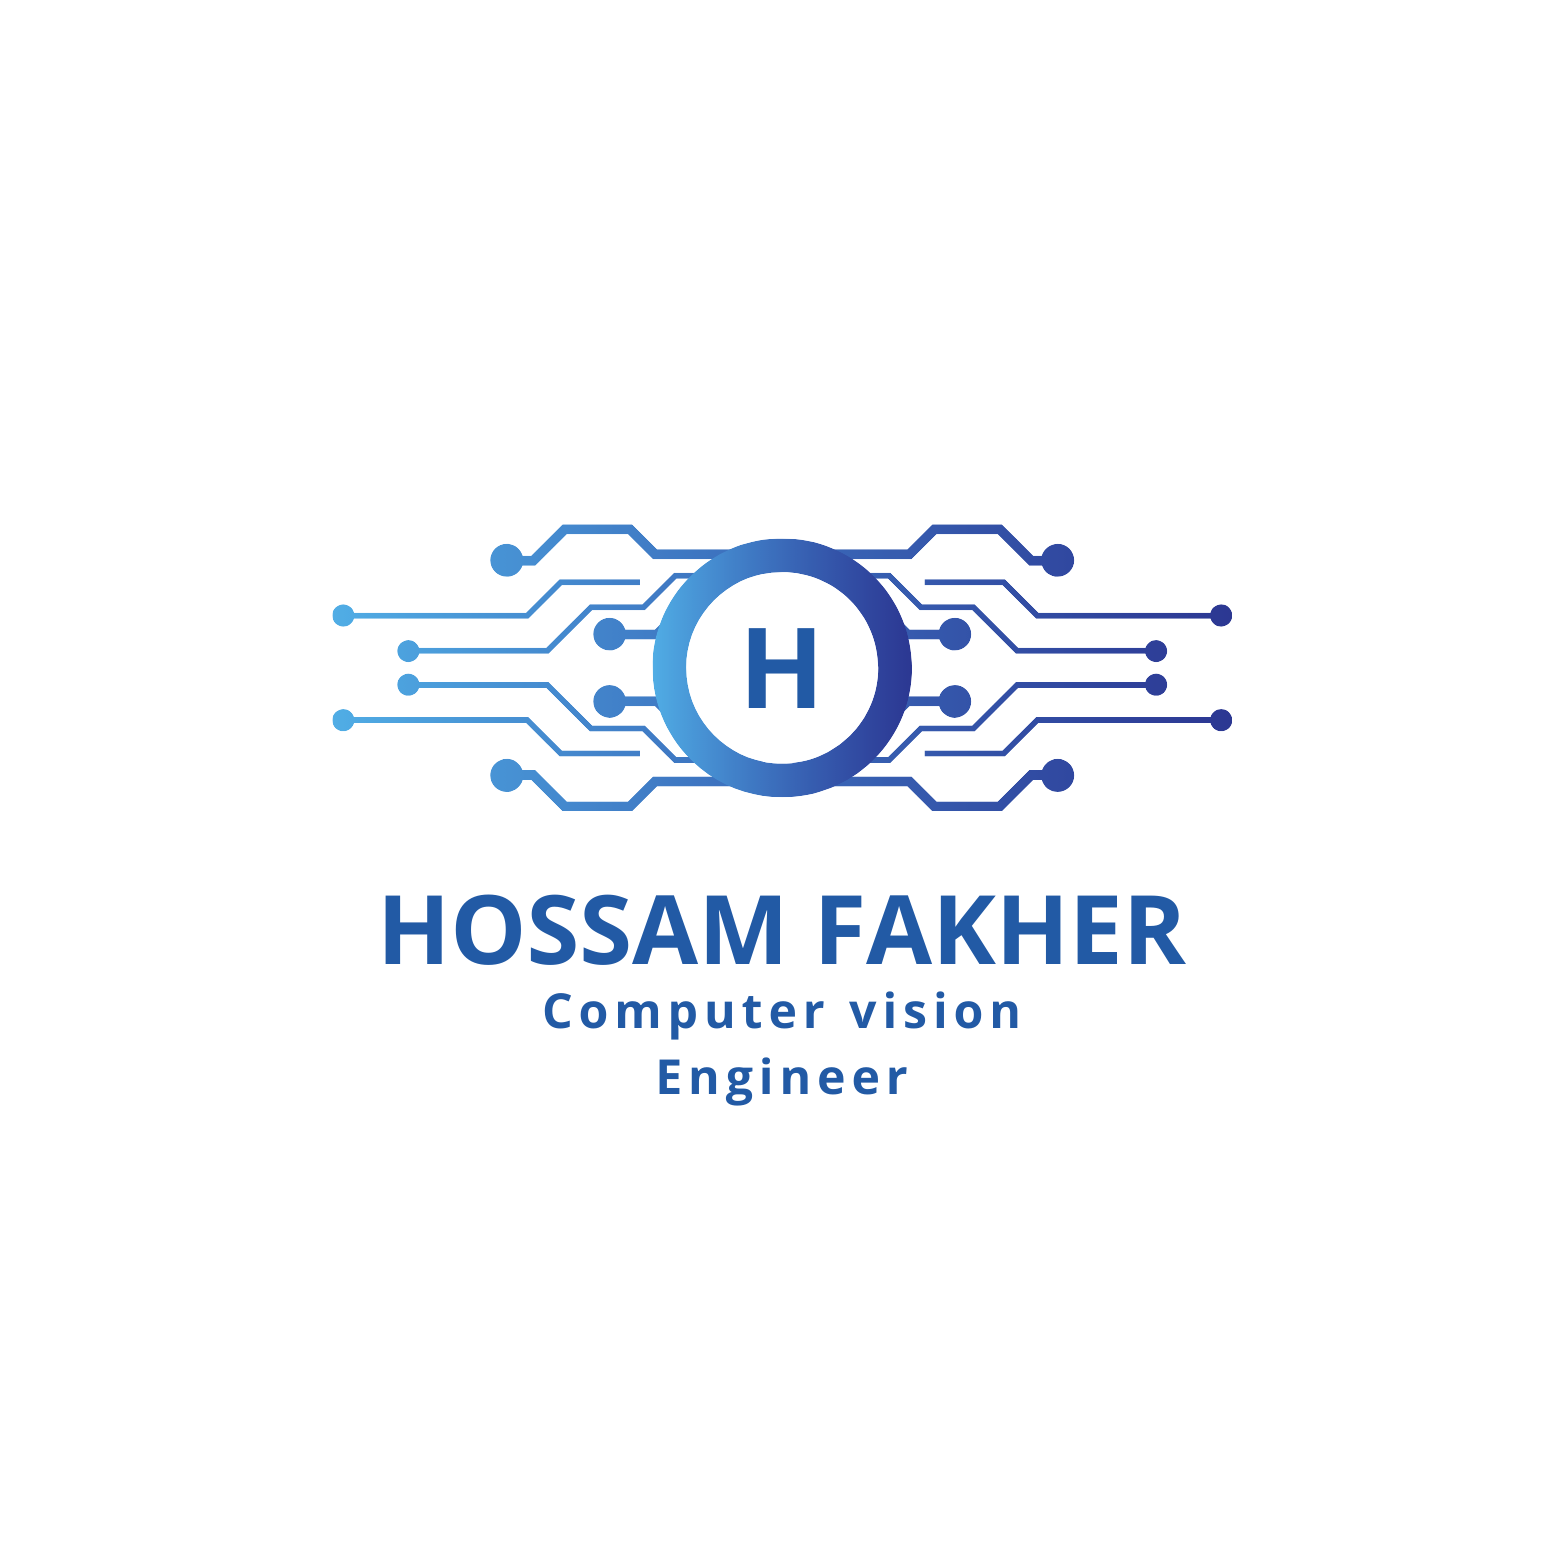 H
HOSSAM FAKHER
Computer vision
Engineer